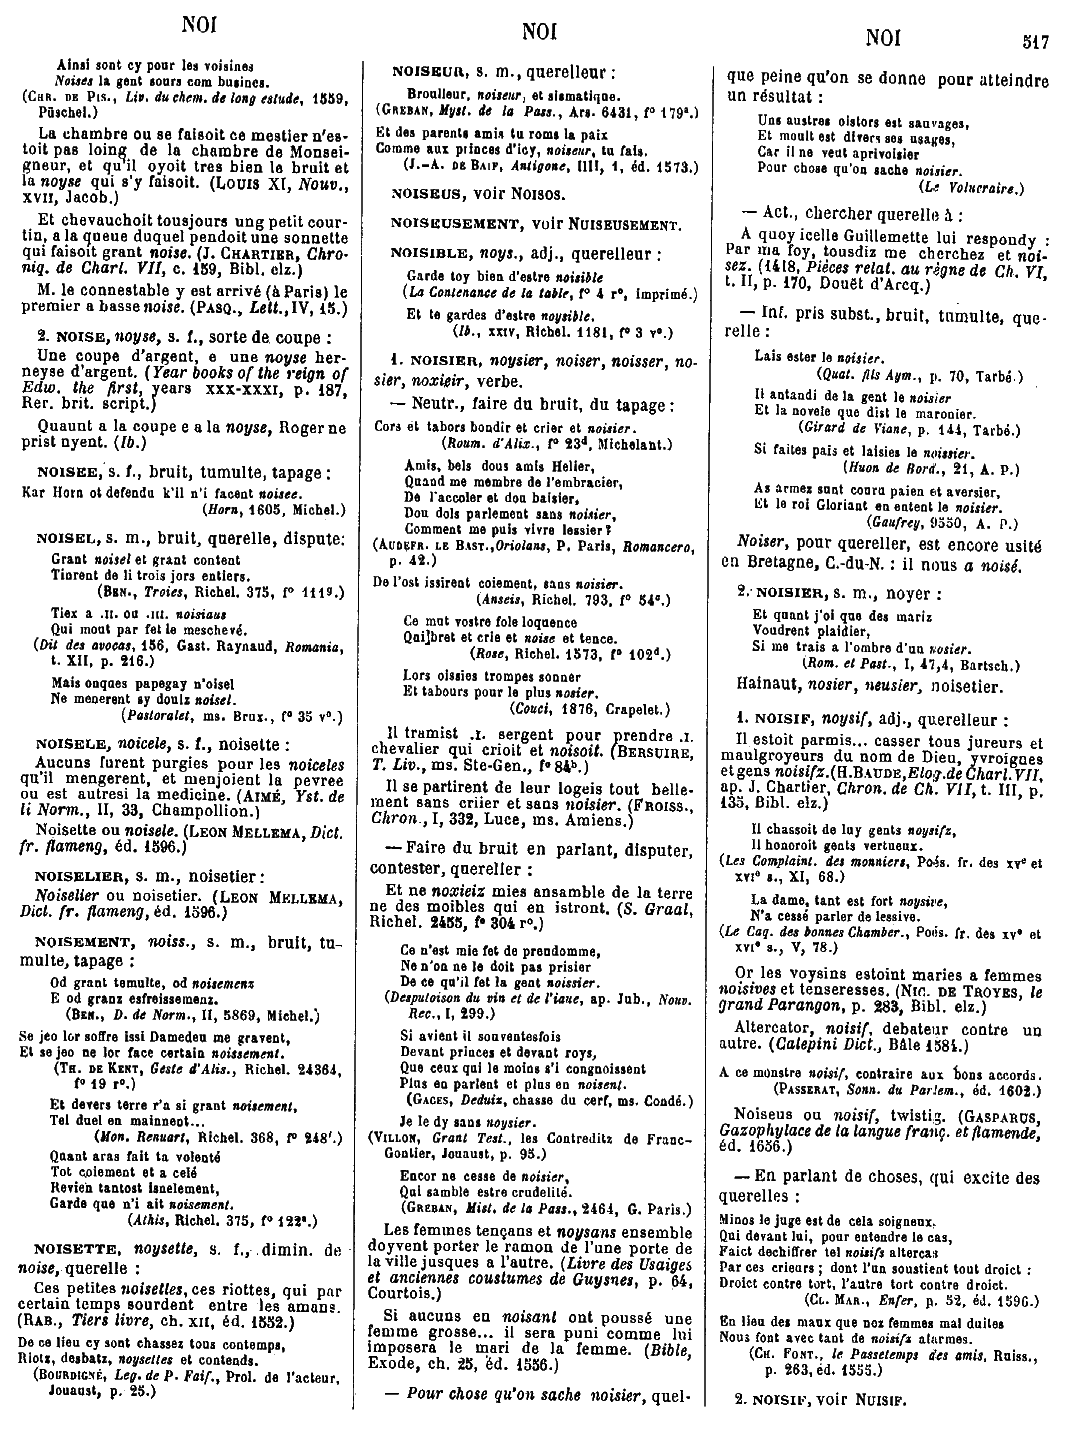 NOI
NOI
NOI
517
Ainsi sont cy pour les voisines
Noises la gent sours com busines.
(CHR. DE PIS., Liv. du chem. de long estude, 1559,
Püschel.)
La chambre ou se faisoit ce mestier n'es-
toit pas loing de la chambre de Monsei-
gneur, et qu'il oyoit tres bien le bruit et
la noyse qui s'y faisoit. (LOUIS XI, Nouv.,
XVII, Jacob.)
Et chevauchoit tousjours ung petit cour-
tin, a la queue duquel pendoit une sonnette
qui faisoit grant noise. (J. CHARTIER, Chro-
niq. de Charl. VII, c. 159, Bibl. elz.)
M. le connestable y est arrivé (à Paris) le
premier a basse noise. (PASQ., Lett., IV, 15.)
2. NOISE, noyse, s. f., sorte de coupe :
Une coupe d'argent, e une noyse her-
neyse d'argent. (Year books of the reign of
Edw. the first, years XXX-XXXI, p. 187,
Rer. brit. script.)
Quaunt a la coupe e a la noyse, Roger ne
prist nyent. (Ib.)
NOISEE, s. f., bruit, tumulte, tapage :
Kar Horn ot defendu k'il n'i facent noisee.
(Horn, 1605, Michel.)
NOISEL, s. m., bruit, querelle, dispute:
Grant noisel et grant content
Tinrent de li trois jors entiers.
(BEN., Troies, Richel. 375, f° 111g.)
Tiex a .II. ou .III. noisiaus
Qui mout par fet le meschevé.
(Dit des avocas, 156, Gast. Raynaud, Romania,
t. XII, p. 216.)
Mais onques papegay n'oisel
Ne menerent sy doulz noisel.
(Pastoralet, ms. Brux., f° 35 v°.)
NOISELE, noicele, s. f., noisette :
Aucuns furent purgies pour les noiceles
qu'il mengerent, et menjoient la pevree
ou est autresi la medicine. (AIMÉ, Yst. de
li Norm., II, 33, Champollion.)
Noisette ou noisele. (LEON MELLEMA, Dict.
fr. flameng, éd. 1596.)
NOISELIER, s. m., noisetier :
Noiselier ou noisetier. (LEON MELLEMA,
Dict. fr. flameng, éd. 1596.)
NOISEMENT, noiss., s. m., bruit, tu-
multe, tapage :
Od grant temulte, od noisemenz
E od granz esfreissemenz.
(BEN., D. de Norm., II, 5869, Michel.)
Se jeo lor soffre issi Damedeu me gravent,
Et se jeo ne lor face certain noissement.
(TH. DE KENT, Geste d'Alis., Richel. 24364,
f° 19 r°.)
Et devers terre r'a si grant noisement,
Tel duel en mainnent...
(Mon. Renuart, Richel. 368, f° 248'.)
Quant aras fait ta volenté
Tot coiement et a celé
Revien tantost isnelement,
Garde que n'i ait noisement.
(Athis, Richel. 375, f° 122e.)
NOISETTE, noysette, s. f., dimin. de
noise, querelle :
Ces petites noisettes, ces riottes, qui par
certain temps sourdent entre les amans.
(RAB., Tiers livre, ch. XII, éd. 1552.)
De ce lieu cy sont chassez tous contemps,
Riotz, desbatz, noysettes et contends.
(BOURDIGNÉ, Leg. de P. Faif., Prol. de l'acteur,
Jouaust, p. 25.)
NOISEUR, s. m., querelleur :
Brouileur, noiseur, et sismatique.
(GREBAN, Myst. de la Pass., Ars. 6431, f° 179a.)
Et des parents amis tu roms la paix
Comme aux princes d'icy, noiseur, tu fais.
(J.-A. DE BAIF, Antigone, IIII, 1, éd. 1573.)
NOISEUS, voir NOISOS.
NOISEUSEMENT, voir NUISEUSEMENT.
NOISIBLE, noys., adj., querelleur :
Garde toy bien d'estre noisible
(La Contenance de la table, f° 4 r°, imprimé.)
Et te gardes d'estre noysible.
(Ib., XXIV, Richel. 1181, f° 3 v°.)
1. NOISIER, noysier, noiser, noisser, no-
sier, noxieir, verbe.
— Neutr., faire du bruit, du tapage :
Cors et tabors bondir et crier et noisier.
(Roum. d'Alix., f° 23d, Michelant.)
Amis, bels dous amis Helier,
Quand me membre de l'embracier,
De l'accoler et dou baisier,
Dou dols parlement sans noisier,
Comment me puis vivre lessier ?
(AUDEFR. LE BAST., Oriolans, P. Paris, Romancero,
p. 42.)
De l'ost issirent coiement, sans noisier.
(Anseis, Richel. 793, f° 54e.)
Ce mut vostre fole loquence
Qui bret et crie et noise et tence.
(Rose, Richel. 1573, f° 102d.)
Lors oissies trompes sonner
Et tabours pour le plus nosier.
(Couci, 1876, Crapelet.)
Il tramist .I. sergent pour prendre .I.
chevalier qui crioit et noisoit. (BERSUIRE,
T. Liv., ms. Ste-Gen., f° 84b.)
Il se partirent de leur logeis tout belle-
ment sans criier et sans noisier. (FROISS.,
Chron., I, 332, Luce, ms. Amiens.)
— Faire du bruit en parlant, disputer,
contester, quereller :
Et ne noxieiz mies ansamble de la terre
ne des moibles qui en istront. (S. Graal,
Richel. 2455, f° 304 r°.)
Ce n'est mie fet de prendomme,
Ne n'on ne le doit pas prisier
De ce qu'il fet la gent noissier.
(Desputoison du vin et de l'iaue, ap. Jub., Nouv.
Rec., I, 299.)
Si avient il souventesfois
Devant princes et devant roys,
Que ceux qui le moins s'i congnoissent
Plus en parlent et plus en noisent.
(GACES, Deduiz, chasse du cerf, ms. Condé.)
Je le dy sans noysier.
(VILLON, Grant Test., les Contreditz de Franc-
Gontier, Jouaust, p. 95.)
Encor ne cesse de noisier,
Qui samble estre crudelité.
(GREBAN, Mist. de la Pass., 2464, G. Paris.)
Les femmes tençans et noysans ensemble
doyvent porter le ramon de l'une porte de
la ville jusques a l'autre. (Livre des Usaiges
et anciennes coustumes de Guysnes, p. 64,
Courtois.)
Si aucuns en noisant ont poussé une
femme grosse... il sera puni comme lui
imposera le mari de la femme. (Bible,
Exode, ch. 25, éd. 1556.)
— Pour chose qu'on sache noisier, quel-
que peine qu'on se donne pour atteindre
un résultat :
Uns austres oistors est sauvages,
Et moult est divers ses usages,
Car il ne veut aprivoisier
Pour chose qu'on sache noisier.
(Le Volucraire.)
— Act., chercher querelle à :
A quoy icelle Guillemette lui respondy :
Par ma foy, tousdiz me cherchez et noi-
sez. (1418, Pièces relat. au règne de Ch. VI,
t. II, p. 170, Douët d'Arcq.)
— Inf. pris subst., bruit, tumulte, que-
relle :
Lais ester le noisier.
(Quat. fils Aym., p. 70, Tarbé.)
Il antandi de la gent le noisier
Et la novele que dist le maronier.
(Girard de Viane, p. 144, Tarbé.)
Si faites pais et laisies le noissier.
(Huon de Bord., 21, A. P.)
As armez sunt couru paien et aversier,
Et le roi Gloriant en entent le noisier.
(Gaufrey, 9550, A. P.)
Noiser, pour quereller, est encore usité
en Bretagne, C.-du-N. : il nous a noisé.
2. NOISIER, s. m., noyer :
Et quant j'oi que des mariz
Voudrent plaidier,
Si me trais a l'ombre d'un nosier.
(Rom. et Past., I, 47,4, Bartsch.)
Hainaut, nosier, neusier, noisetier.
1. NOISIF, noysif, adj., querelleur :
Il estoit parmis... casser tous jureurs et
maulgroyeurs du nom de Dieu, yvroignes
et gens noisifz. (H. BAUDE, Elog. de Charl. VII,
ap. J. Chartier, Chron. de Ch. VII, t. III, p.
135, Bibl. elz.)
Il chassoit de luy gents noysifz,
Il honoroit gents vertueux.
(Les Complaint. des monniers, Poés. fr. des XVe et
XVIe s., XI, 68.)
La dame, tant est fort noysive,
N'a cessé parler de lessive.
(Le Caq. des bonnes Chamber., Poés. fr. des XVe et
XVIe s., V, 78.)
Or les voysins estoint maries a femmes
noisives et tenseresses. (NIC. DE TROYES, le
grand Parangon, p. 283, Bibl. elz.)
Altercator, noisif, debateur contre un
autre. (Calepini Dict., Bâle 1584.)
A ce monstre noisif, contraire aux bons accords.
(PASSERAT, Sonn. du Parlem., éd. 1602.)
Noiseus ou noisif, twistig. (GASPARUS,
Gazophylace de la langue franç. et flamende,
éd. 1656.)
— En parlant de choses, qui excite des
querelles :
Minos le juge est de cela soigneux,
Qui devant lui, pour entendre le cas,
Faict dechiffrer tel noisifs altercas
Par ces crieurs ; dont l'un soustient tout droict :
Droict contre tort, l'autre tort contre droict.
(CL. MAR., Enfer, p. 52, éd. 1596.)
En lieu des maux que noz femmes mal duites
Nous font avec tant de noisifz alarmes.
(CH. FONT., le Passetemps des amis, Ruiss.,
p. 263, éd. 1555.)
2. NOISIF, voir NUISIF.